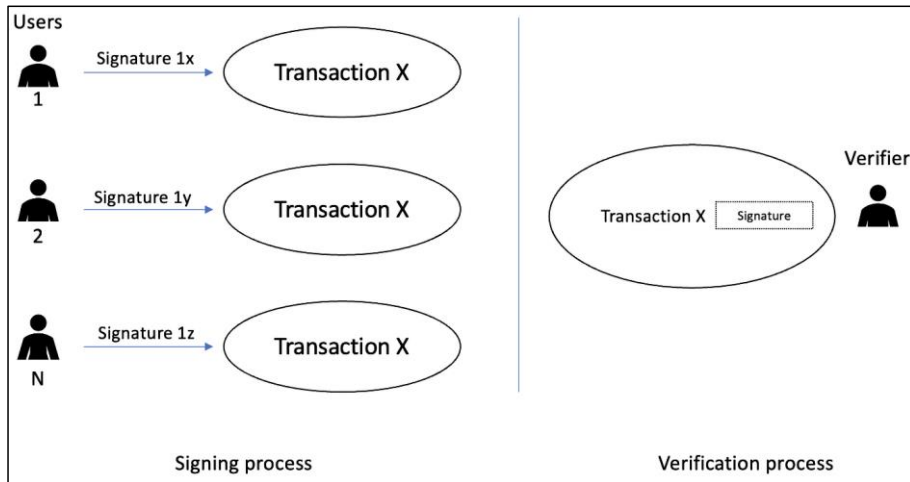 Users
Signature 1x
Transaction X
1
Signature 1y
Transaction X
2
Signature 1z
Transaction X
N
Signing process
Verifier
Transaction X
Signature
Verification process